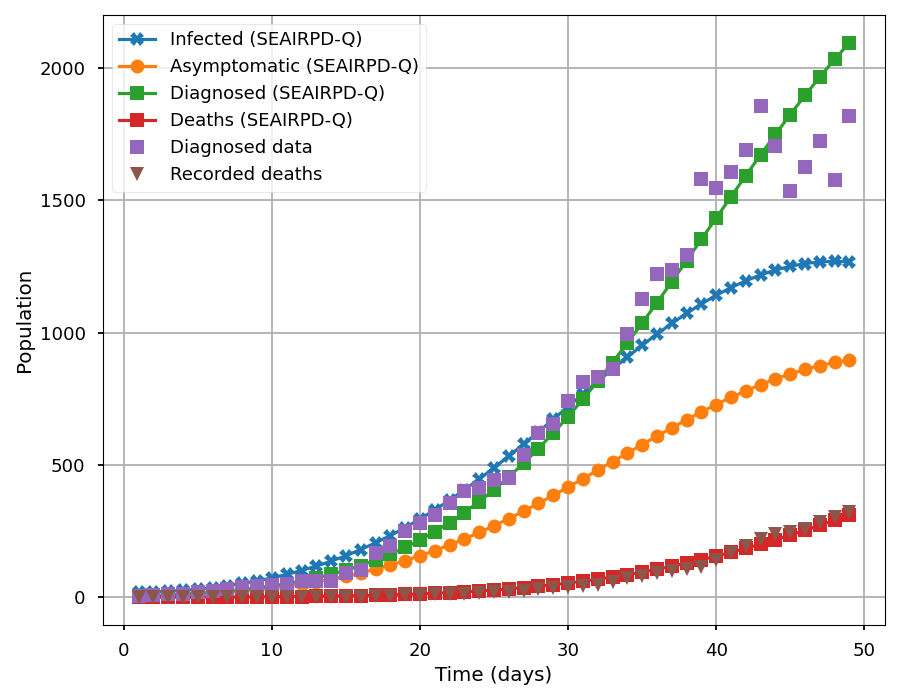 Infected (SEAIRPD-Q)
Asymptomatic (SEAIRPD-Q)
Diagnosed (SEAIRPD-Q)
Deaths (SEAIRPD-Q)
Diagnosed data
Recorded deaths
Population
2000
1500
1000
500
0
0 10 20 30 40 50
Time (days)